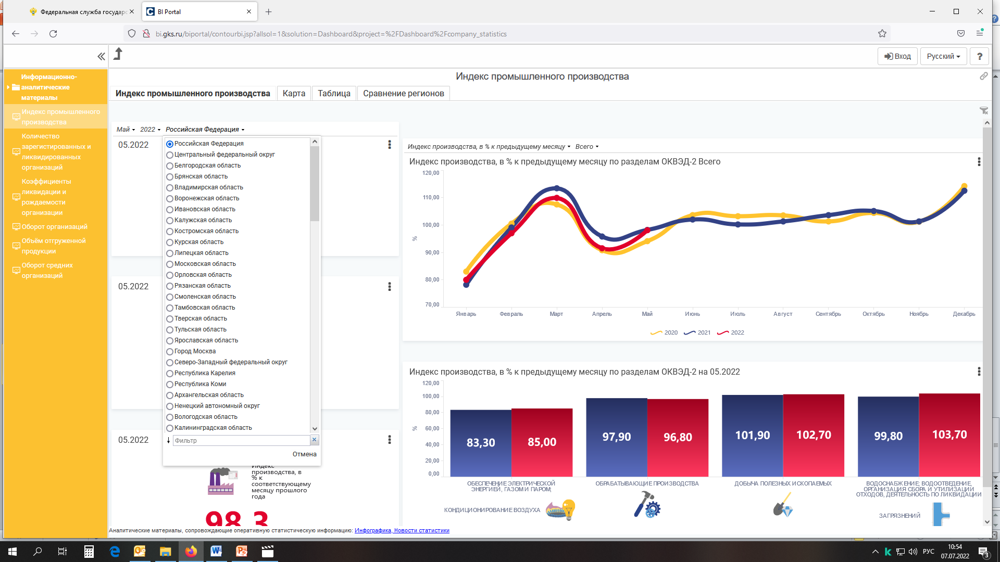 Федеральная служба государс
BI Portal
bi.gks.ru/biportal/contourbi.jsp?allsol=1&solution=Dashboard&project=%2FDashboard%2Fcompany_statistics
Вход
Русский
?
Информационно-
аналитические
материалы
Индекс промышленного
производства
Количество
зарегистрированных и
ликвидированных
организаций
Коэффициенты
ликвидации и
рождаемости
организации
Оборот организаций
Объём отгруженной
продукции
Оборот средних
организаций
Индекс промышленного производства
Индекс промышленного производства
Карта
Таблица
Сравнение регионов
Май
2022
Российская Федерация
05.2022
Российская Федерация
Центральный федеральный округ
Белгородская область
Брянская область
Владимирская область
Воронежская область
Ивановская область
Калужская область
Костромская область
Курская область
Липецкая область
Московская область
Орловская область
Рязанская область
Смоленская область
Тамбовская область
Тверская область
Тульская область
Ярославская область
Город Москва
Северо-Западный федеральный округ
Республика Карелия
Республика Коми
Архангельская область
Ненецкий автономный округ
Вологодская область
Калининградская область
Фильтр
Отмена
05.2022
05.2022
Индекс
производства, в
% к
соответствующему
месяцу прошлого
года
98,3
Индекс производства, в % к предыдущему месяцу
Всего
Индекс производства, в % к предыдущему месяцу по разделам ОКВЭД-2 Всего
120,00
110,00
100,00
90,00
80,00
70,00
%
Январь
Февраль
Март
Апрель
Май
Июнь
Июль
Август
Сентябрь
Октябрь
Ноябрь
Декабрь
2020
2021
2022
Индекс производства, в % к предыдущему месяцу по разделам ОКВЭД-2 на 05.2022
120,00
100,00
80,00
60,00
40,00
20,00
0,00
%
83,30
85,00
97,90
96,80
101,90
102,70
99,80
103,70
ОБЕСПЕЧЕНИЕ ЭЛЕКТРИЧЕСКОЙ
ЭНЕРГИЕЙ, ГАЗОМ И ПАРОМ;
КОНДИЦИОНИРОВАНИЕ ВОЗДУХА
ОБРАБАТЫВАЮЩИЕ ПРОИЗВОДСТВА
ДОБЫЧА ПОЛЕЗНЫХ ИСКОПАЕМЫХ
ВОДОСНАБЖЕНИЕ; ВОДООТВЕДЕНИЕ,
ОРГАНИЗАЦИЯ СБОРА И УТИЛИЗАЦИИ
ОТХОДОВ, ДЕЯТЕЛЬНОСТЬ ПО ЛИКВИДАЦИИ
ЗАГРЯЗНЕНИЙ
Аналитические материалы, сопровождающие оперативную статистическую информацию: Инфографика, Новости статистики
РУС
10:54
07.07.2022
3